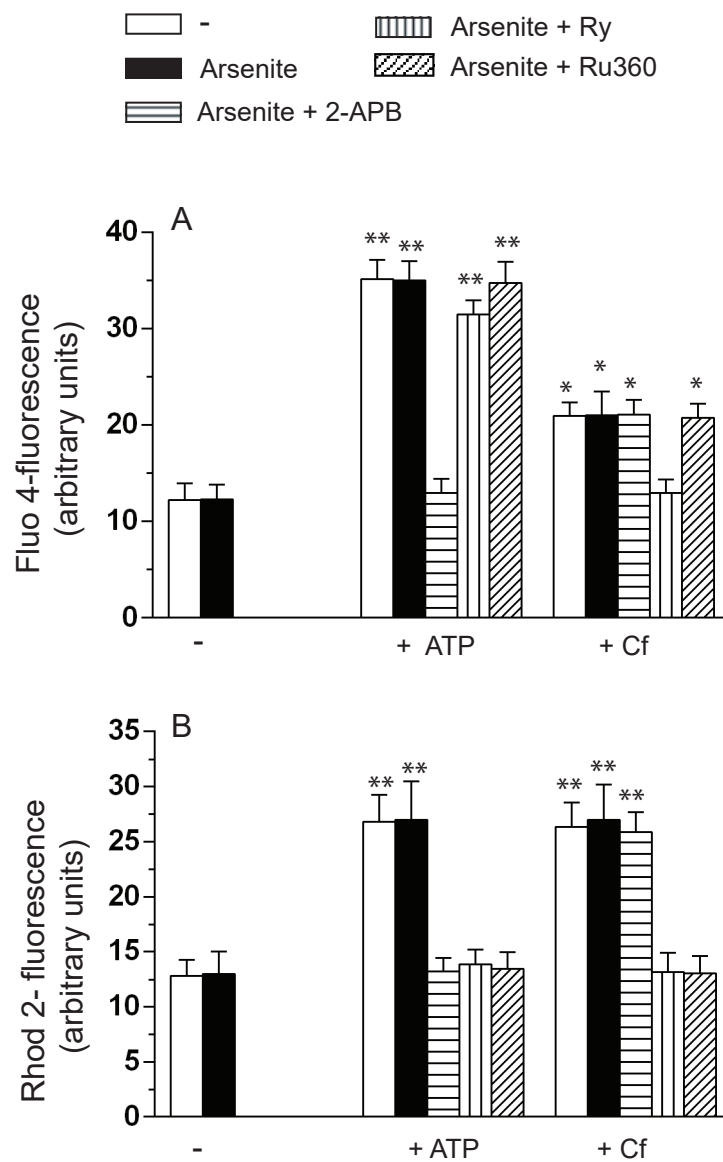 -
Arsenite
Arsenite + 2-APB
Arsenite + Ry
Arsenite + Ru360
A
Fluo 4-fluorescence
(arbitrary units)
40
30
20
10
0
** ** ** **
* * * *
- + ATP + Cf
B
Rhod 2- fluorescence
(arbitrary units)
35
30
25
20
15
10
5
0
** ** ** ** **
- + ATP + Cf